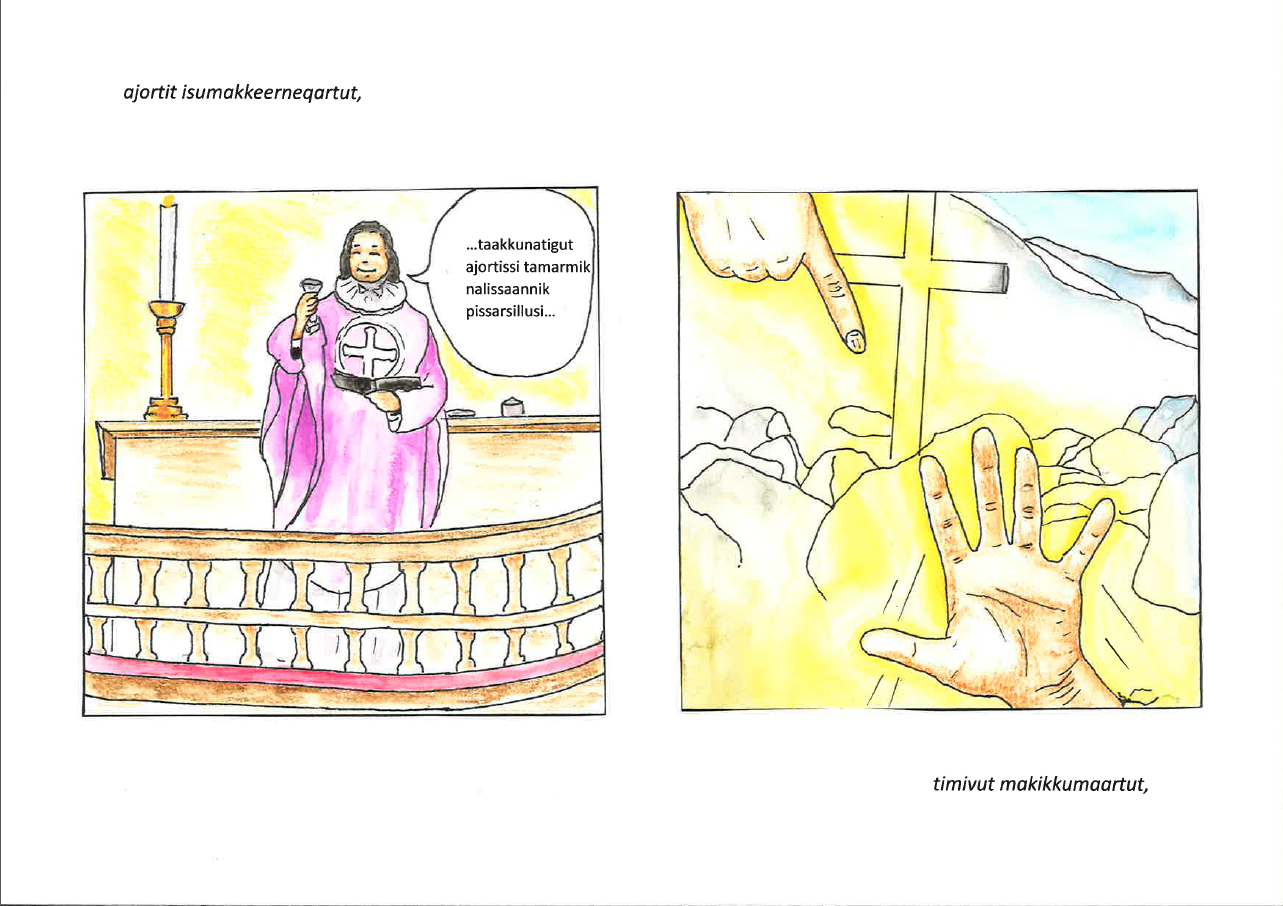 ajortit isumakkeerneqartut,
...taakkunatigut
ajortissi tamarmik
nalissaannik
pissarsillusi...
timivut makikkumaartut,